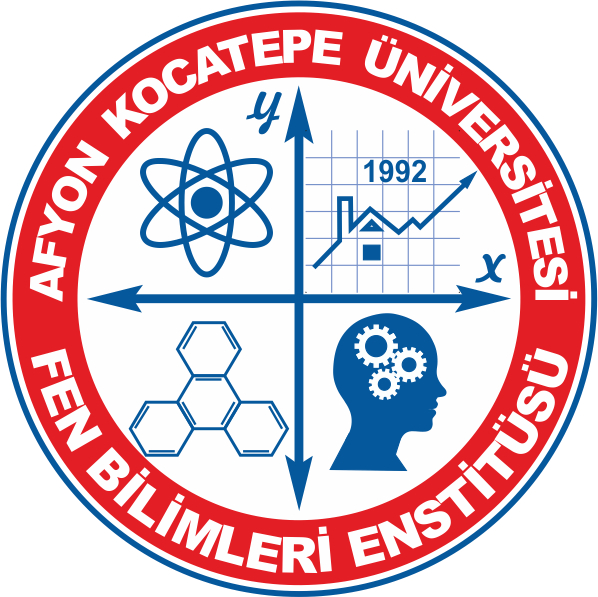 AFYON KOCATEPE ÜNİVERSİTESİ
y
1992
x
FEN BİLİMLERİ ENSTİTÜSÜ